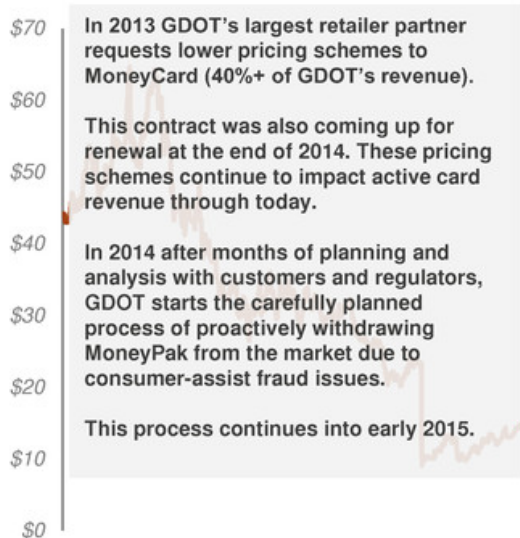 $70
$60
$50
$40
$30
$20
$10
$0
In 2013 GDOT's largest retailer partner
requests lower pricing schemes to
MoneyCard (40%+ of GDOT's revenue).
This contract was also coming up for
renewal at the end of 2014. These pricing
schemes continue to impact active card
revenue through today.
In 2014 after months of planning and
analysis with customers and regulators,
GDOT starts the carefully planned
process of proactively withdrawing
MoneyPak from the market due to
consumer-assist fraud issues.
This process continues into early 2015.